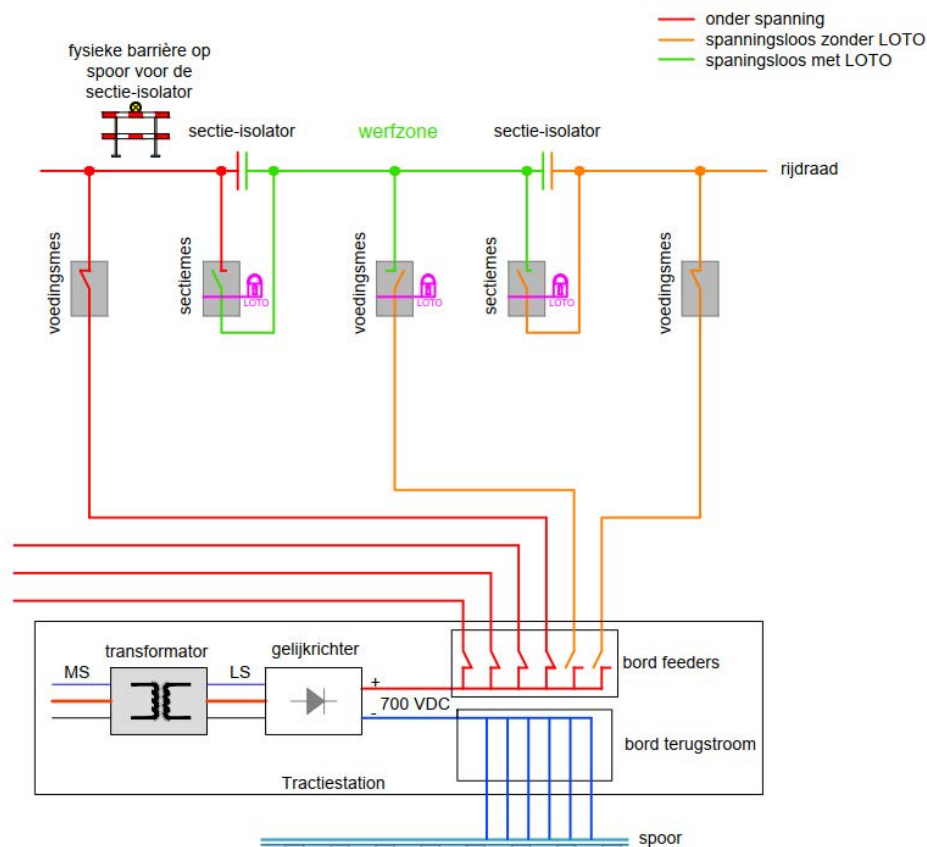 onder spanning
spanningsloos zonder LOTO
spaningsloos met LOTO
fysieke barrière op
spoor voor de
sectie-isolator
sectie-isolator
werfzone
sectie-isolator
rijdraad
voedingsmes
sectiemes
LOTO
voedingsmes
LOTO
sectiemes
LOTO
voedingsmes
transformator
gelijkrichter
bord feeders
MS
LS
+
700 VDC
-
bord terugstroom
Tractiestation
spoor